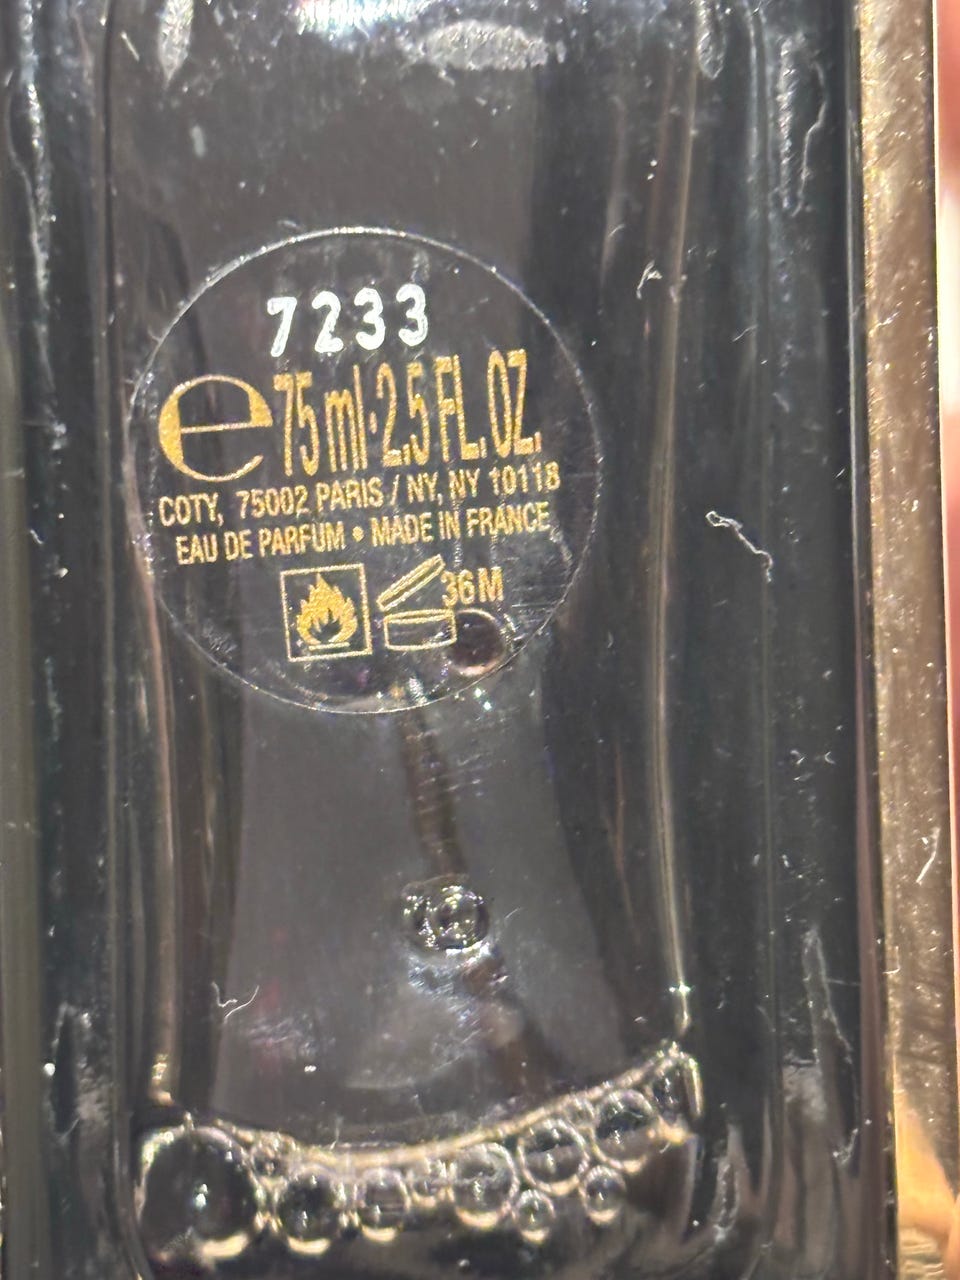 7233
e 75 ml·2.5 FL.OZ.
COTY, 75002 PARIS / NY, NY 10118
EAU DE PARFUM • MADE IN FRANCE
36M